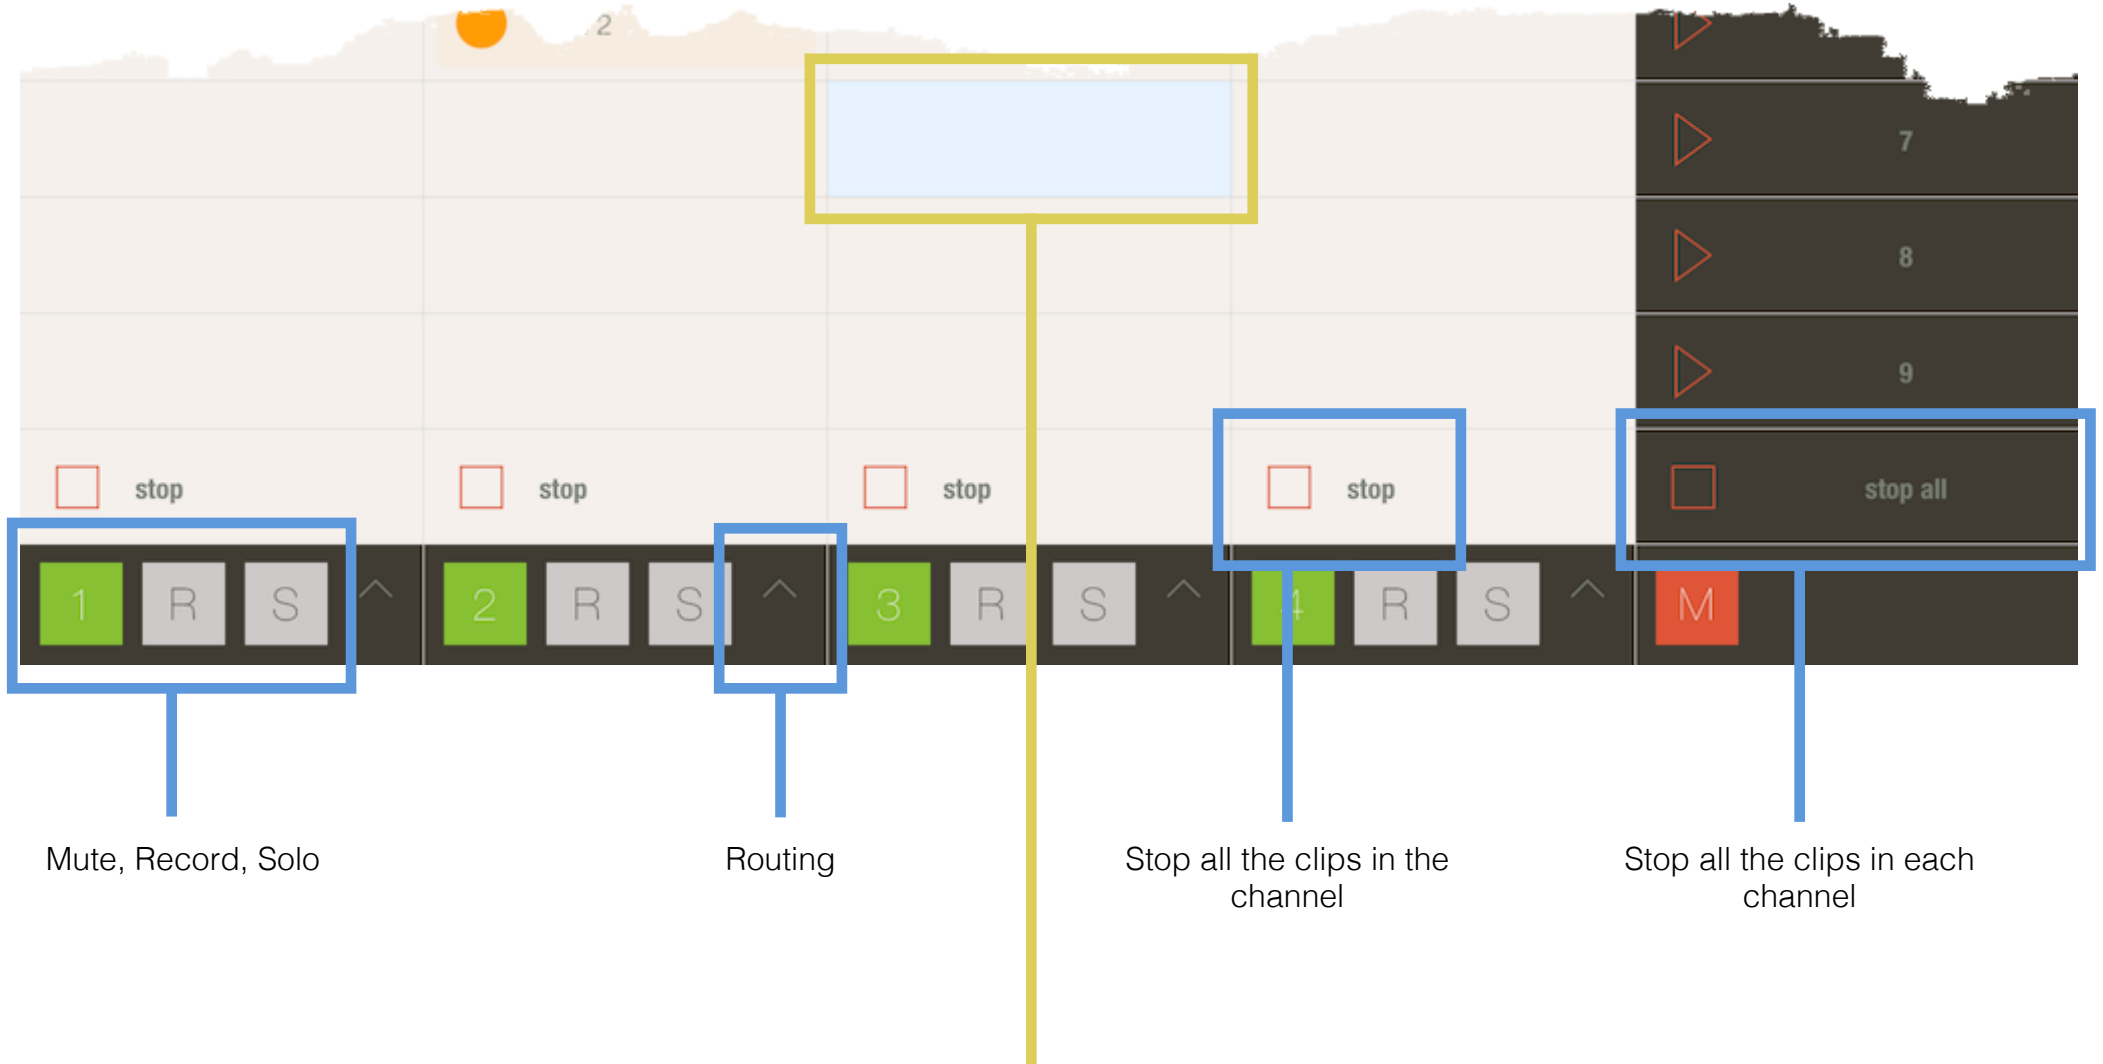 2
7
8
9
stop
stop
stop
stop
stop all
1 R S
2 R S
3 R S
4 R S
M
Mute, Record, Solo
Routing
Stop all the clips in the
channel
Stop all the clips in each
channel